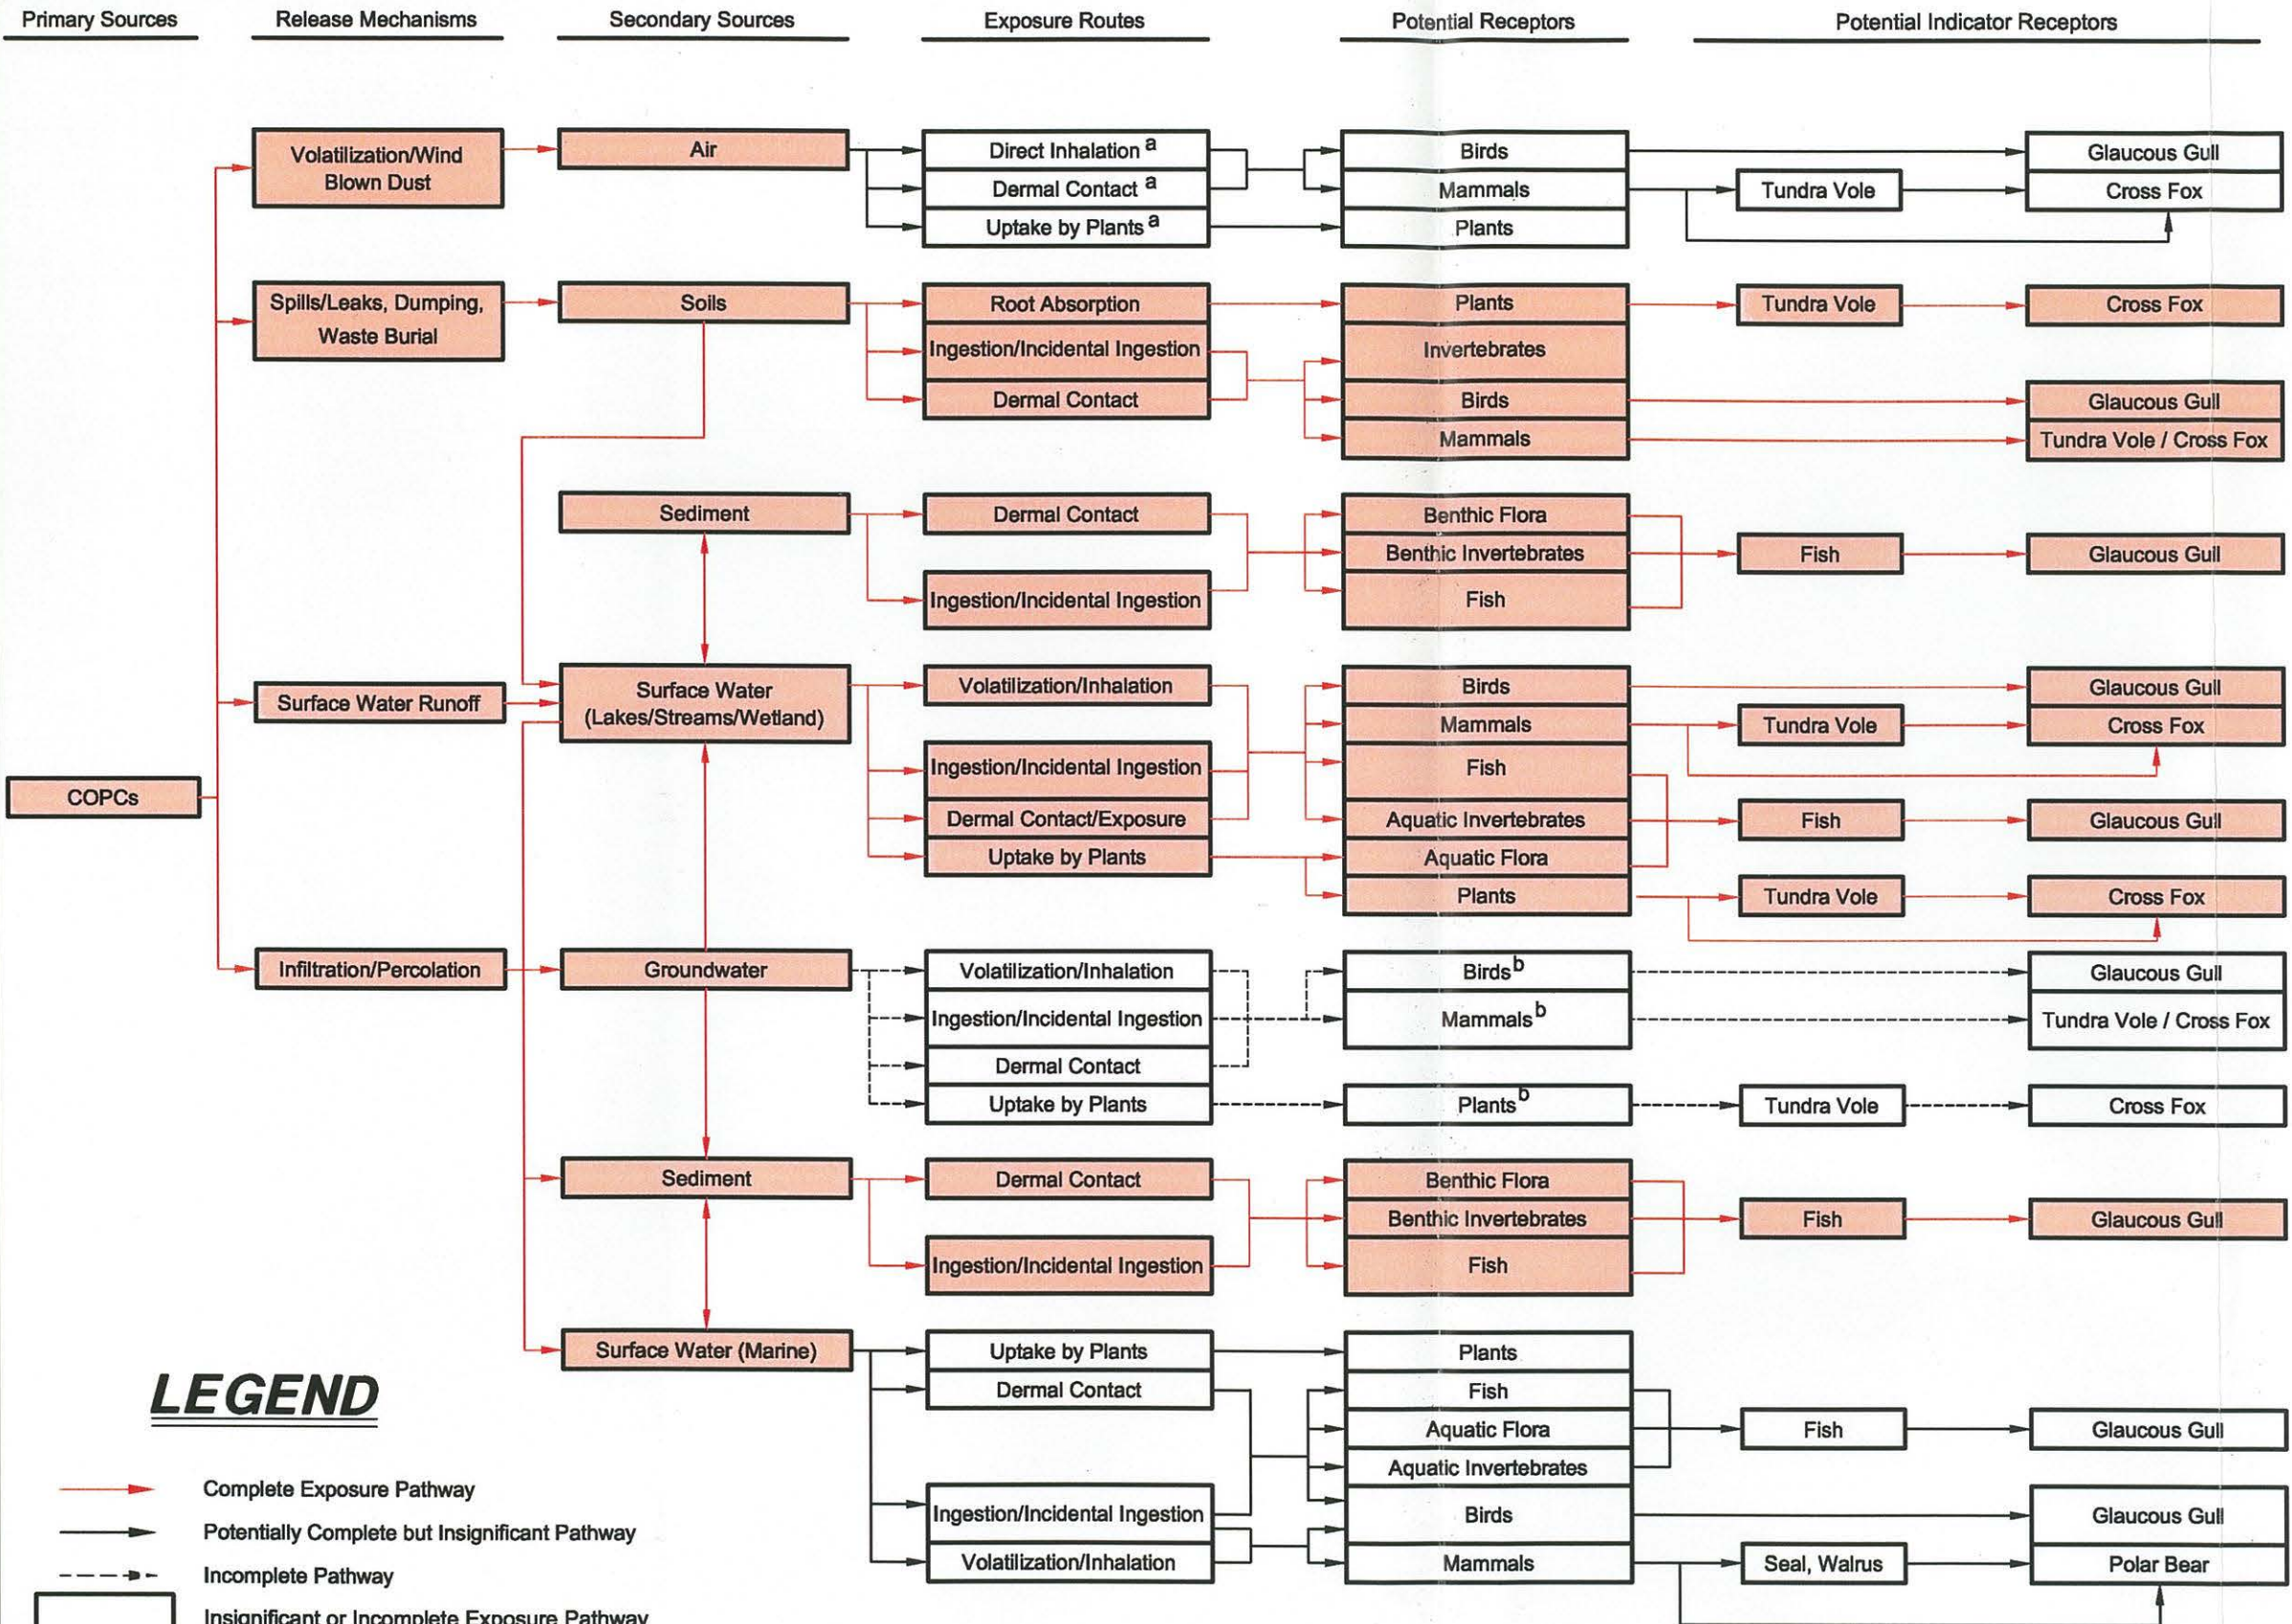 Primary Sources
Release Mechanisms
Secondary Sources
Exposure Routes
Potential Receptors
Potential Indicator Receptors
Volatilization/Wind
Blown Dust
Air
Direct Inhalation a
Dermal Contact a
Uptake by Plants a
Birds
Mammals
Plants
Tundra Vole
Glaucous Gull
Cross Fox
Spills/Leaks, Dumping,
Waste Burial
Soils
Root Absorption
Ingestion/Incidental Ingestion
Dermal Contact
Plants
Invertebrates
Birds
Mammals
Tundra Vole
Cross Fox
Glaucous Gull
Tundra Vole / Cross Fox
Sediment
Dermal Contact
Ingestion/Incidental Ingestion
Benthic Flora
Benthic Invertebrates
Fish
Fish
Glaucous Gull
COPCs
Surface Water Runoff
Surface Water
(Lakes/Streams/Wetland)
Volatilization/Inhalation
Ingestion/Incidental Ingestion
Dermal Contact/Exposure
Uptake by Plants
Birds
Mammals
Fish
Aquatic Invertebrates
Aquatic Flora
Plants
Tundra Vole
Fish
Tundra Vole
Glaucous Gull
Cross Fox
Glaucous Gull
Cross Fox
Infiltration/Percolation
Groundwater
Volatilization/Inhalation
Ingestion/Incidental Ingestion
Dermal Contact
Uptake by Plants
Birds b
Mammals b
Plants b
Tundra Vole
Glaucous Gull
Tundra Vole / Cross Fox
Cross Fox
Sediment
Dermal Contact
Ingestion/Incidental Ingestion
Benthic Flora
Benthic Invertebrates
Fish
Fish
Glaucous Gull
Surface Water (Marine)
Uptake by Plants
Dermal Contact
Ingestion/Incidental Ingestion
Volatilization/Inhalation
Plants
Fish
Aquatic Flora
Aquatic Invertebrates
Birds
Mammals
Fish
Seal, Walrus
Glaucous Gull
Glaucous Gull
Polar Bear
LEGEND
Complete Exposure Pathway
Potentially Complete but Insignificant Pathway
Incomplete Pathway
Insignificant or Incomplete Exposure Pathway